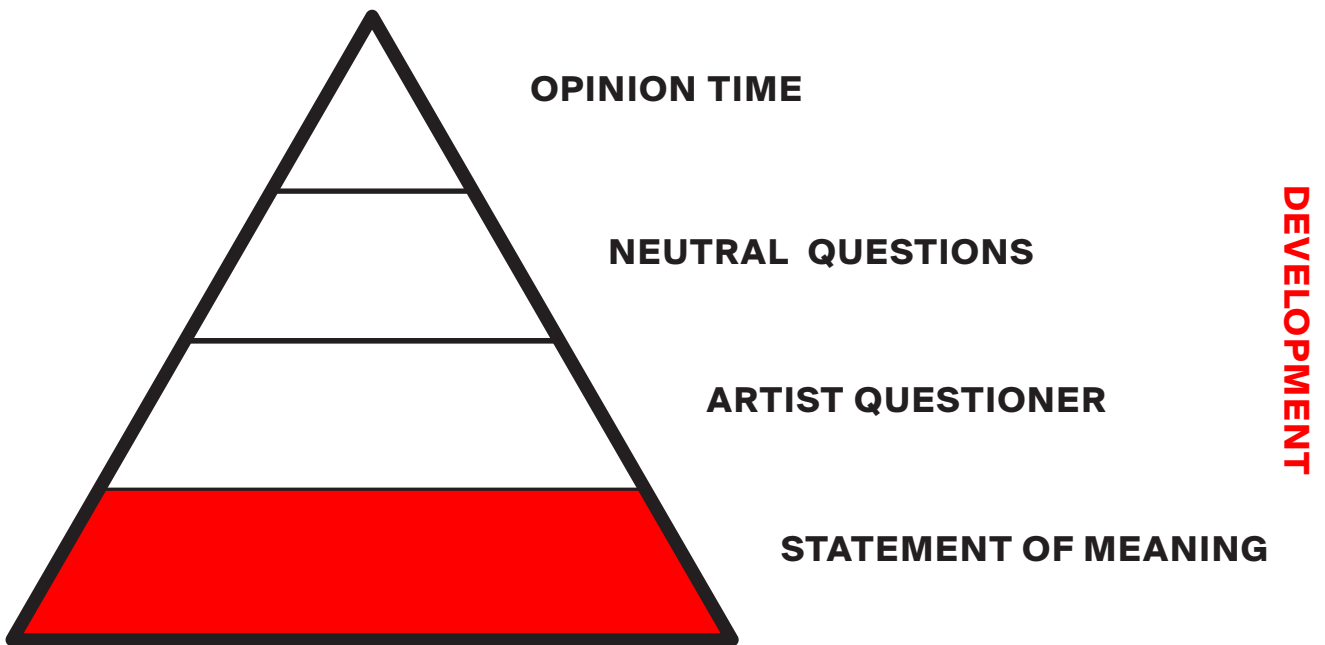 OPINION TIME
NEUTRAL QUESTIONS
ARTIST QUESTIONER
STATEMENT OF MEANING
DEVELOPMENT